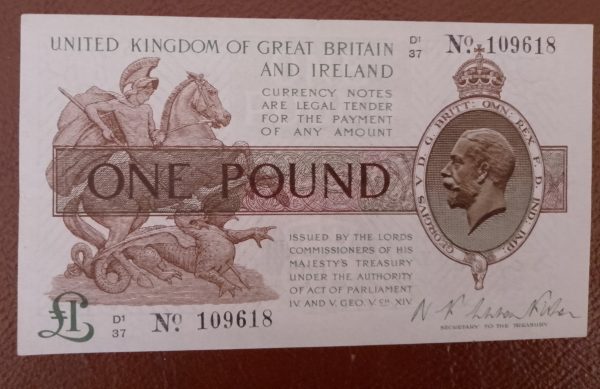 UNITED KINGDOM OF GREAT BRITAIN
AND IRELAND
D¹
37
Nº 109618
CURRENCY NOTES
ARE LEGAL TENDER
FOR THE PAYMENT
OF ANY AMOUNT
ONE POUND
GEORGIVS V D. G. BRITT: OMN: REX F. D. IND: IMP:
ISSUED BY THE LORDS
COMMISSIONERS OF HIS
MAJESTY'S TREASURY
UNDER THE AUTHORITY
OF ACT OF PARLIAMENT
IV AND V. GEO. V. CH. XIV
£1
D¹
37
Nº 109618
SECRETARY TO THE TREASURY